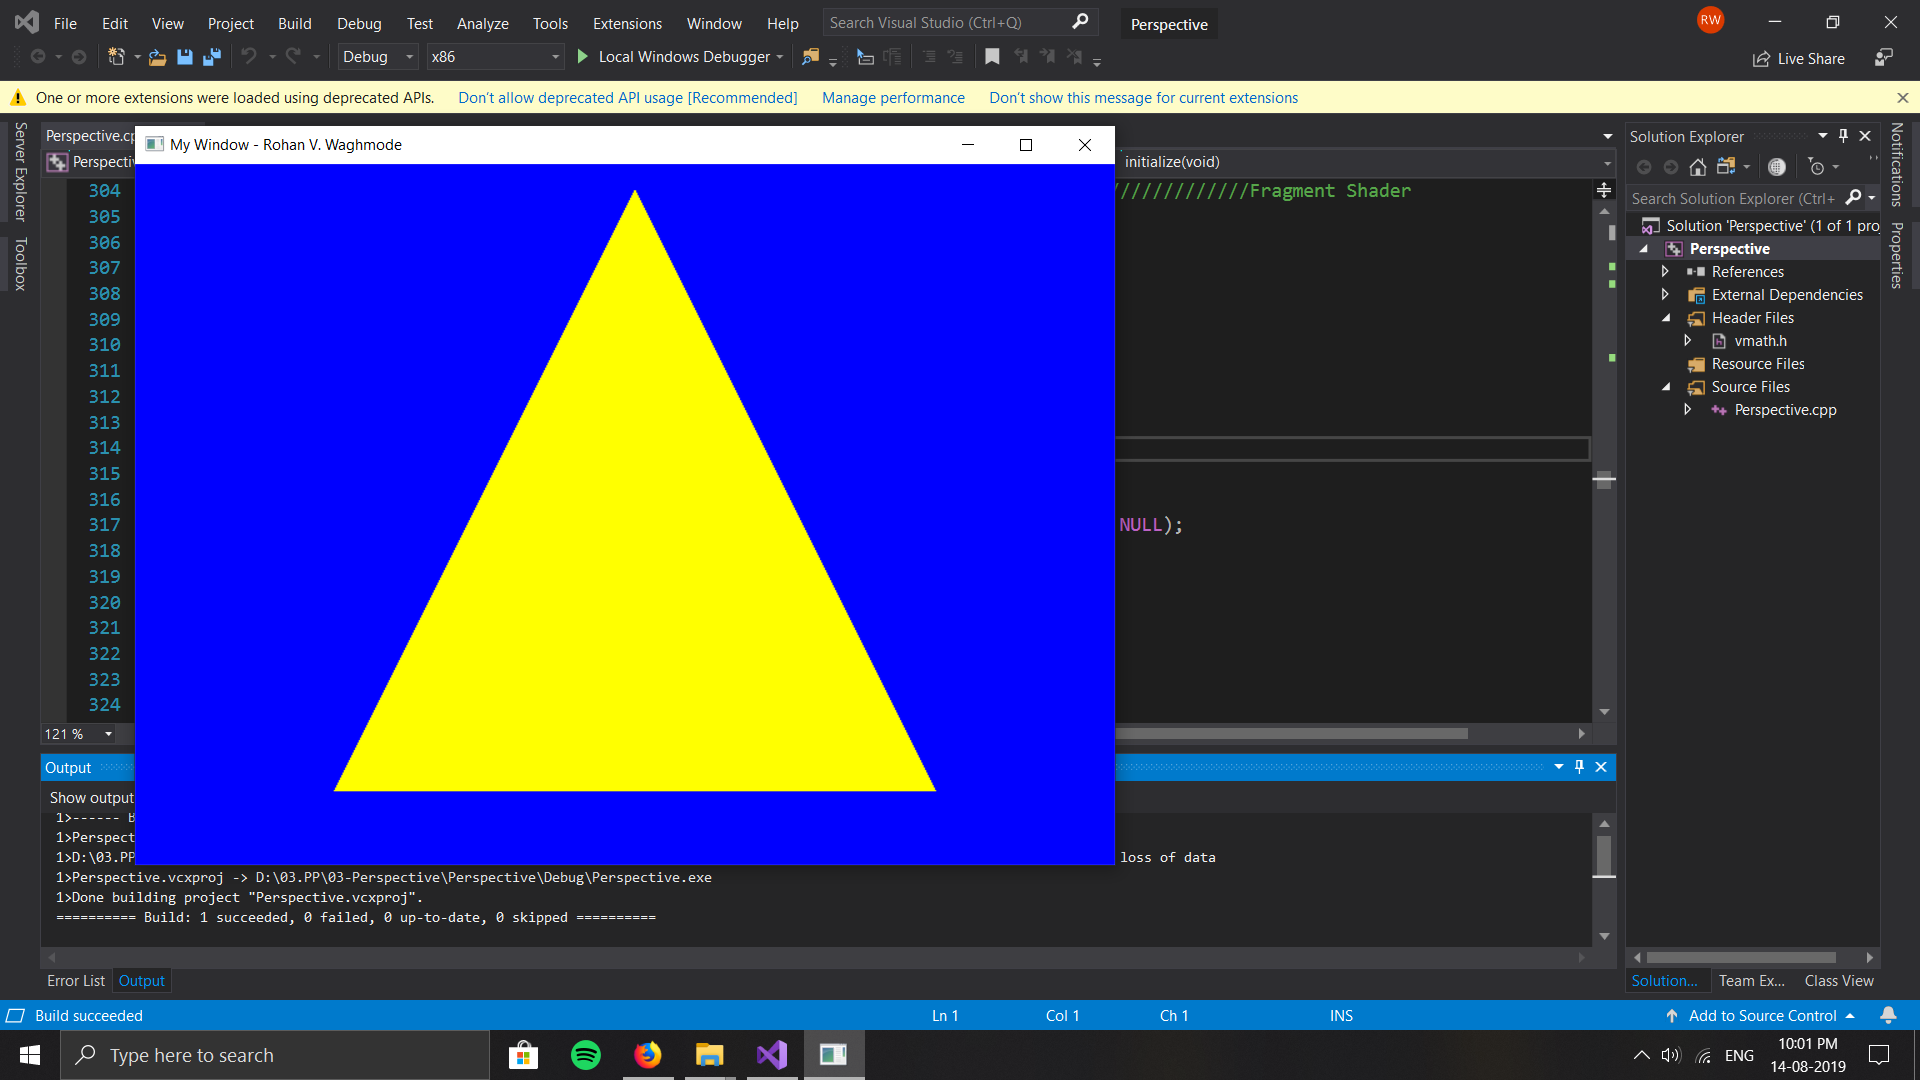 File Edit View Project Build Debug Test Analyze Tools Extensions Window Help Search Visual Studio (Ctrl+Q) Perspective RW
Debug x86 Local Windows Debugger Live Share
One or more extensions were loaded using deprecated APIs. Don't allow deprecated API usage [Recommended] Manage performance Don't show this message for current extensions
Server Explorer
Toolbox
Perspective.cp
My Window - Rohan V. Waghmode
Perspectiv
initialize(void)
304 /////////////Fragment Shader
305
306
307
308
309
310
311
312
313
314
315
316
317 NULL);
318
319
320
321
322
323
324
121 %
Output
Show output
1>------ B
1>Perspect
1>D:\03.PP loss of data
1>Perspective.vcxproj -> D:\03.PP\03-Perspective\Perspective\Debug\Perspective.exe
1>Done building project "Perspective.vcxproj".
========== Build: 1 succeeded, 0 failed, 0 up-to-date, 0 skipped ==========
Error List Output
Solution Explorer
Search Solution Explorer (Ctrl+
Solution 'Perspective' (1 of 1 proj
Perspective
References
External Dependencies
Header Files
vmath.h
Resource Files
Source Files
Perspective.cpp
Solution... Team Ex... Class View
Notifications
Properties
Build succeeded Ln 1 Col 1 Ch 1 INS Add to Source Control
Type here to search
ENG
10:01 PM
14-08-2019